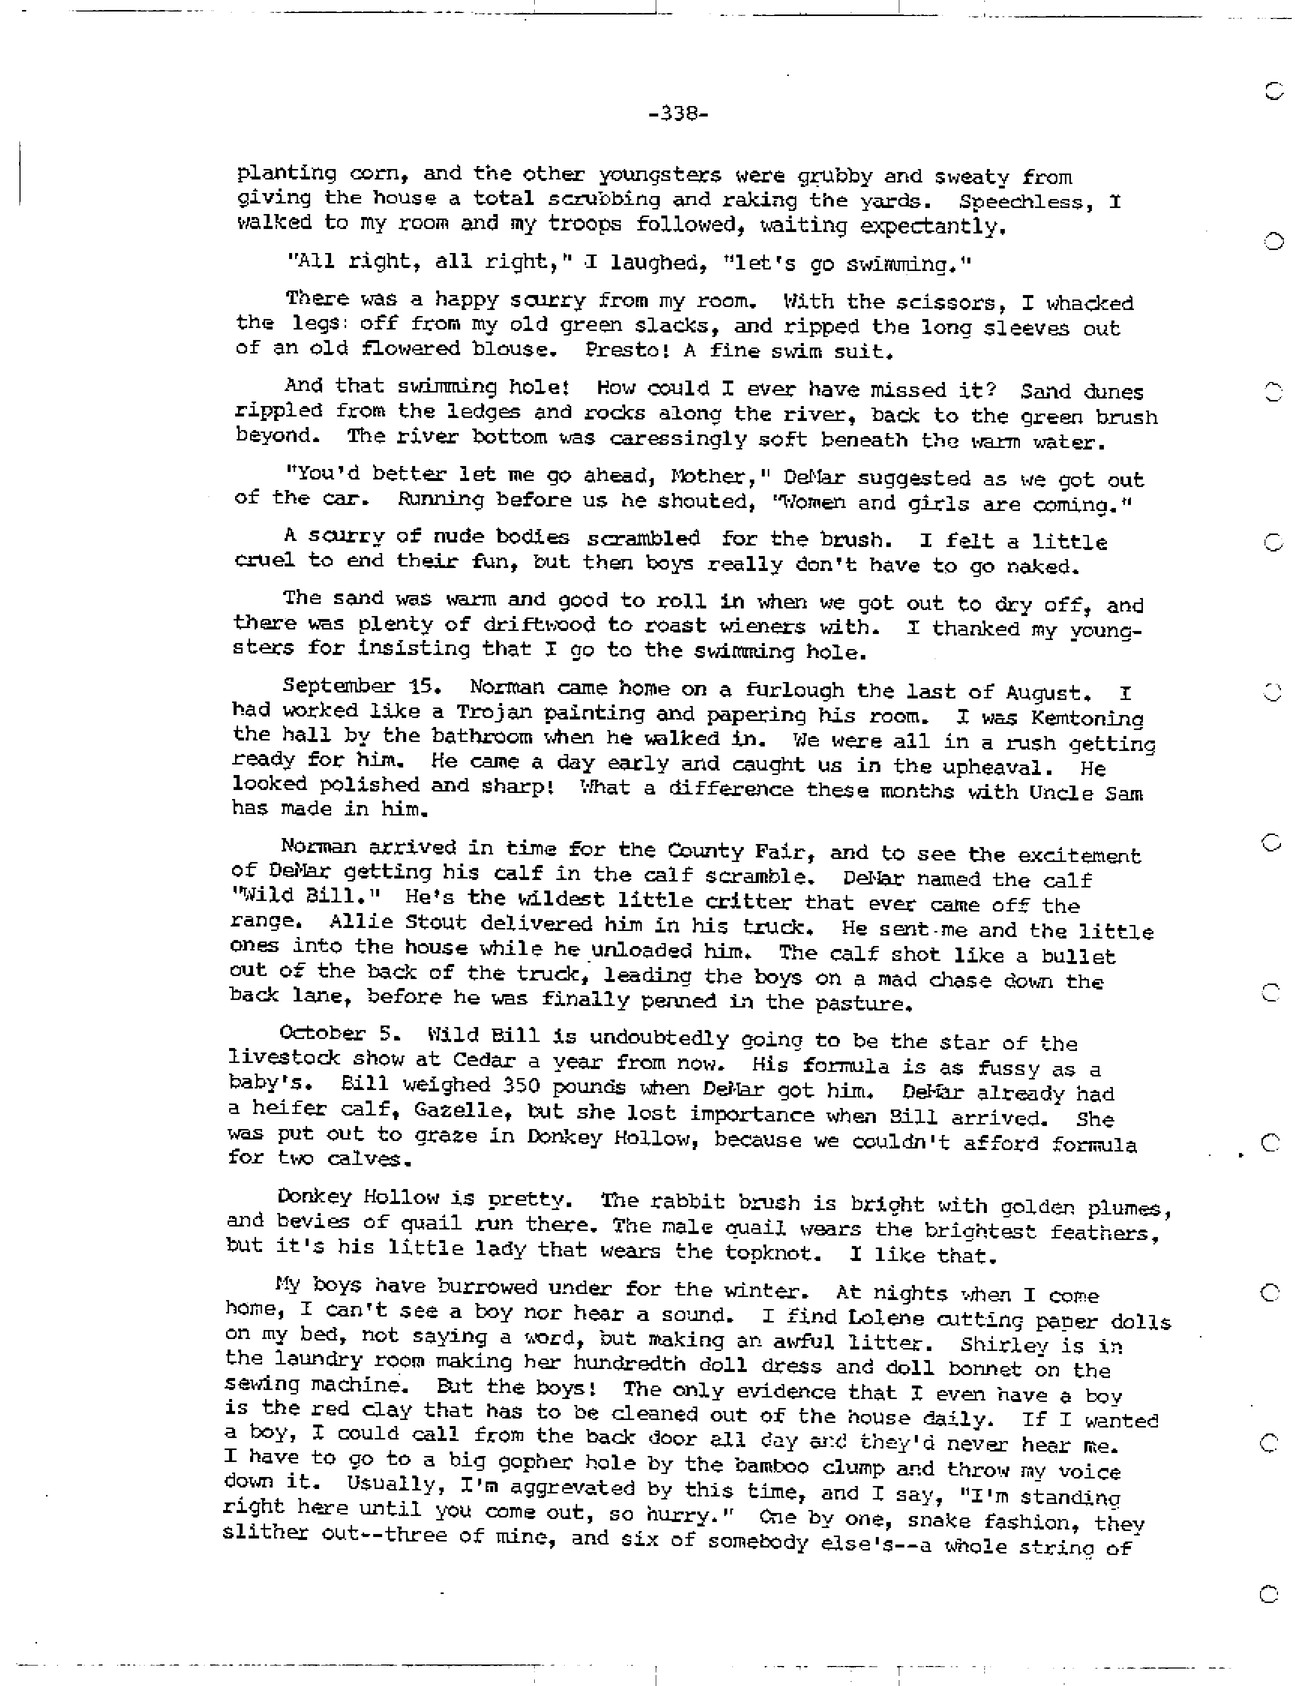 -338-
planting corn, and the other youngsters were grubby and sweaty from
giving the house a total scrubbing and raking the yards.  Speechless, I
walked to my room and my troops followed, waiting expectantly.
"All right, all right," I laughed, "let's go swimming."
There was a happy scurry from my room.  With the scissors, I whacked
the legs off from my old green slacks, and ripped the long sleeves out
of an old flowered blouse.  Presto! A fine swim suit.
And that swimming hole!  How could I ever have missed it?  Sand dunes
rippled from the ledges and rocks along the river, back to the green brush
beyond.  The river bottom was caressingly soft beneath the warm water.
"You'd better let me go ahead, Mother," DeMar suggested as we got out
of the car.  Running before us he shouted, "Women and girls are coming."
A scurry of nude bodies scrambled for the brush.  I felt a little
cruel to end their fun, but then boys really don't have to go naked.
The sand was warm and good to roll in when we got out to dry off, and
there was plenty of driftwood to roast wieners with.  I thanked my young-
sters for insisting that I go to the swimming hole.
September 15.  Norman came home on a furlough the last of August.  I
had worked like a Trojan painting and papering his room.  I was Kemtoning
the hall by the bathroom when he walked in.  We were all in a rush getting
ready for him.  He came a day early and caught us in the upheaval.  He
looked polished and sharp!  What a difference these months with Uncle Sam
has made in him.
Norman arrived in time for the County Fair, and to see the excitement
of DeMar getting his calf in the calf scramble.  DeMar named the calf
"Wild Bill."  He's the wildest little critter that ever came off the
range.  Allie Stout delivered him in his truck.  He sent me and the little
ones into the house while he unloaded him.  The calf shot like a bullet
out of the back of the truck, leading the boys on a mad chase down the
back lane, before he was finally penned in the pasture.
October 5.  Wild Bill is undoubtedly going to be the star of the
livestock show at Cedar a year from now.  His formula is as fussy as a
baby's.  Bill weighed 350 pounds when DeMar got him.  DeMar already had
a heifer calf, Gazelle, but she lost importance when Bill arrived.  She
was put out to graze in Donkey Hollow, because we couldn't afford formula
for two calves.
Donkey Hollow is pretty.  The rabbit brush is bright with golden plumes,
and bevies of quail run there. The male quail wears the brightest feathers,
but it's his little lady that wears the topknot.  I like that.
My boys have burrowed under for the winter.  At nights when I come
home, I can't see a boy nor hear a sound.  I find Lolene cutting paper dolls
on my bed, not saying a word, but making an awful litter.  Shirley is in
the laundry room making her hundredth doll dress and doll bonnet on the
sewing machine.  But the boys!  The only evidence that I even have a boy
is the red clay that has to be cleaned out of the house daily.  If I wanted
a boy, I could call from the back door all day and they'd never hear me.
I have to go to a big gopher hole by the bamboo clump and throw my voice
down it.  Usually, I'm aggrevated by this time, and I say, "I'm standing
right here until you come out, so hurry."  One by one, snake fashion, they
slither out--three of mine, and six of somebody else's--a whole string of